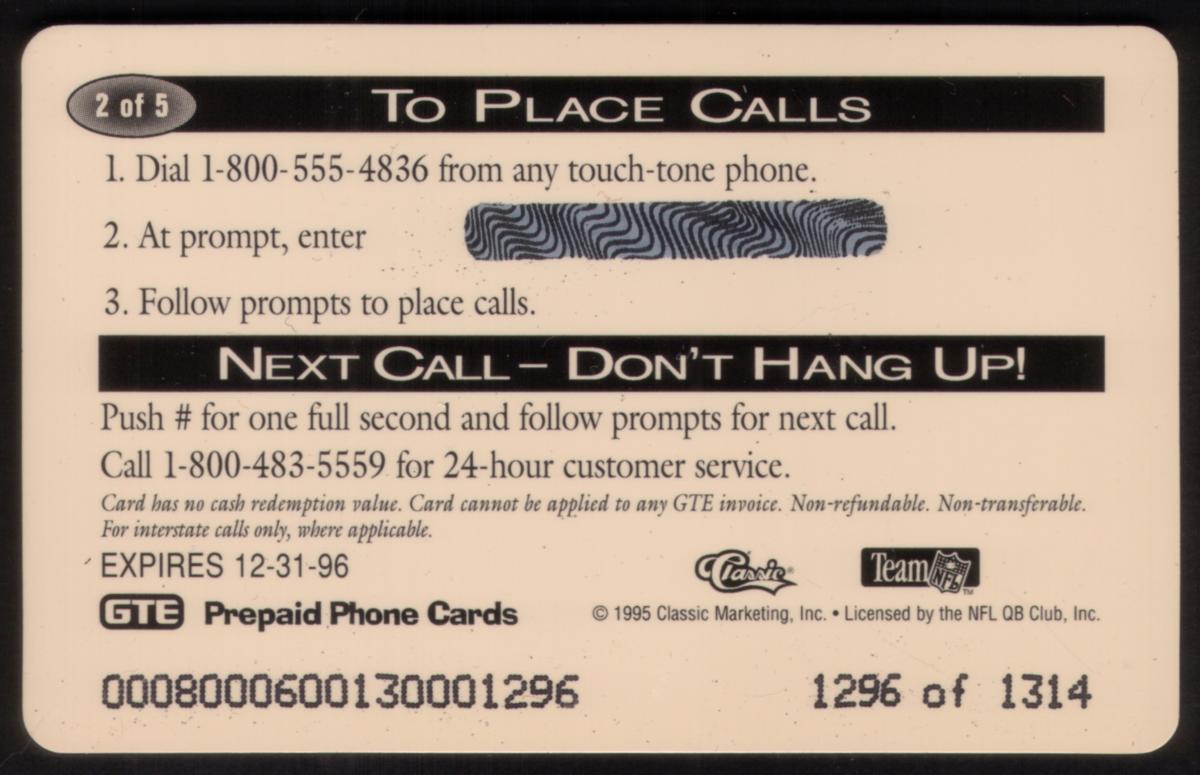 2 of 5
TO PLACE CALLS
1. Dial 1-800-555-4836 from any touch-tone phone.
2. At prompt, enter
3. Follow prompts to place calls.
NEXT CALL – DON'T HANG UP!
Push # for one full second and follow prompts for next call.
Call 1-800-483-5559 for 24-hour customer service.
Card has no cash redemption value. Card cannot be applied to any GTE invoice. Non-refundable. Non-transferable.
For interstate calls only, where applicable.
EXPIRES 12-31-96
Classic® Team NFL™
GTE Prepaid Phone Cards
© 1995 Classic Marketing, Inc. • Licensed by the NFL QB Club, Inc.
0008000600130001296 1296 of 1314